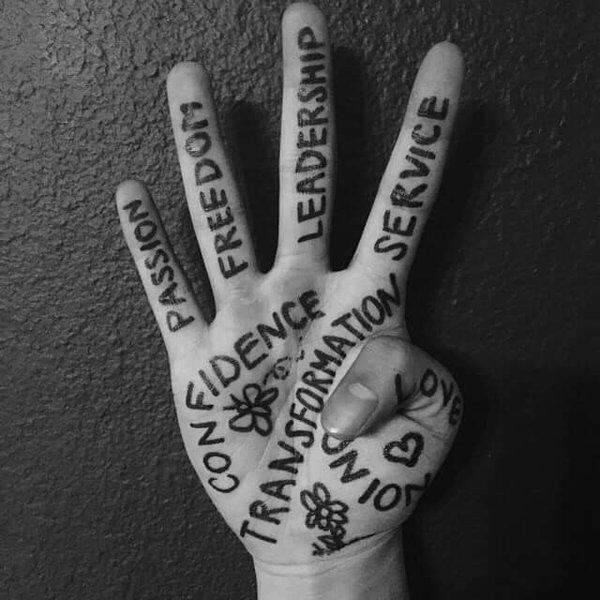 PASSION
FREEDOM
LEADERSHIP
SERVICE
CONFIDENCE
TRANSFORMATION
LOVE